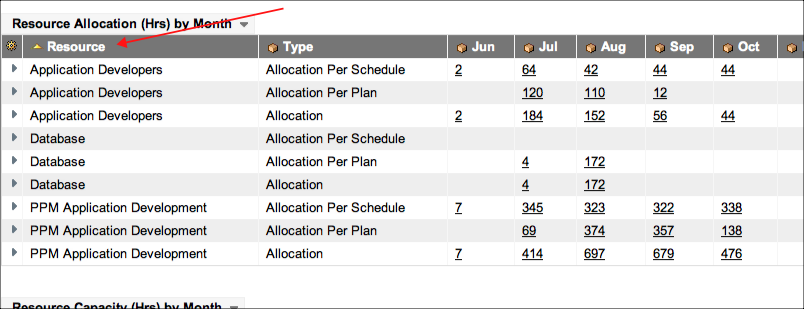 Resource Allocation (Hrs) by Month
Resource Type Jun Jul Aug Sep Oct
Application Developers Allocation Per Schedule 2 64 42 44 44
Application Developers Allocation Per Plan 120 110 12
Application Developers Allocation 2 184 152 56 44
Database Allocation Per Schedule
Database Allocation Per Plan 4 172
Database Allocation 4 172
PPM Application Development Allocation Per Schedule 7 345 323 322 338
PPM Application Development Allocation Per Plan 69 374 357 138
PPM Application Development Allocation 7 414 697 679 476
Resource Capacity (Hrs) by Month